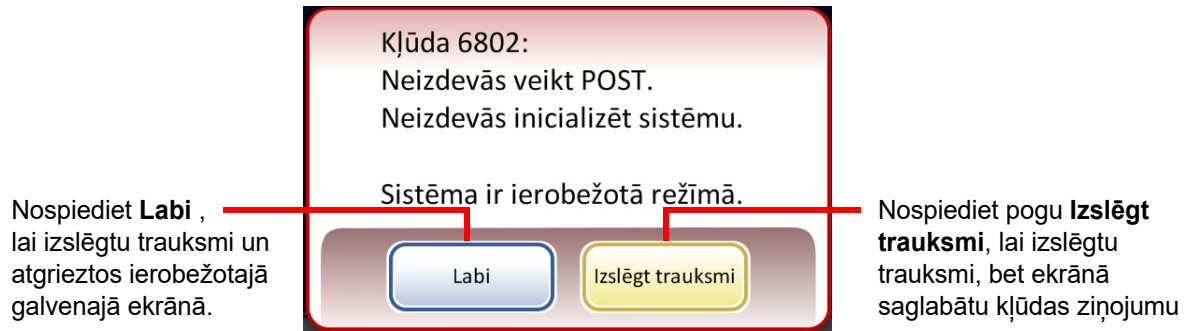 Kļūda 6802:
Neizdevās veikt POST.
Neizdevās inicializēt sistēmu.
Sistēma ir ierobežotā režīmā.
Labi
Izslēgt trauksmi
Nospiediet Labi ,
lai izslēgtu trauksmi un
atgrieztos ierobežotajā
galvenajā ekrānā.
Nospiediet pogu Izslēgt
trauksmi, lai izslēgtu
trauksmi, bet ekrānā
saglabātu kļūdas ziņojumu